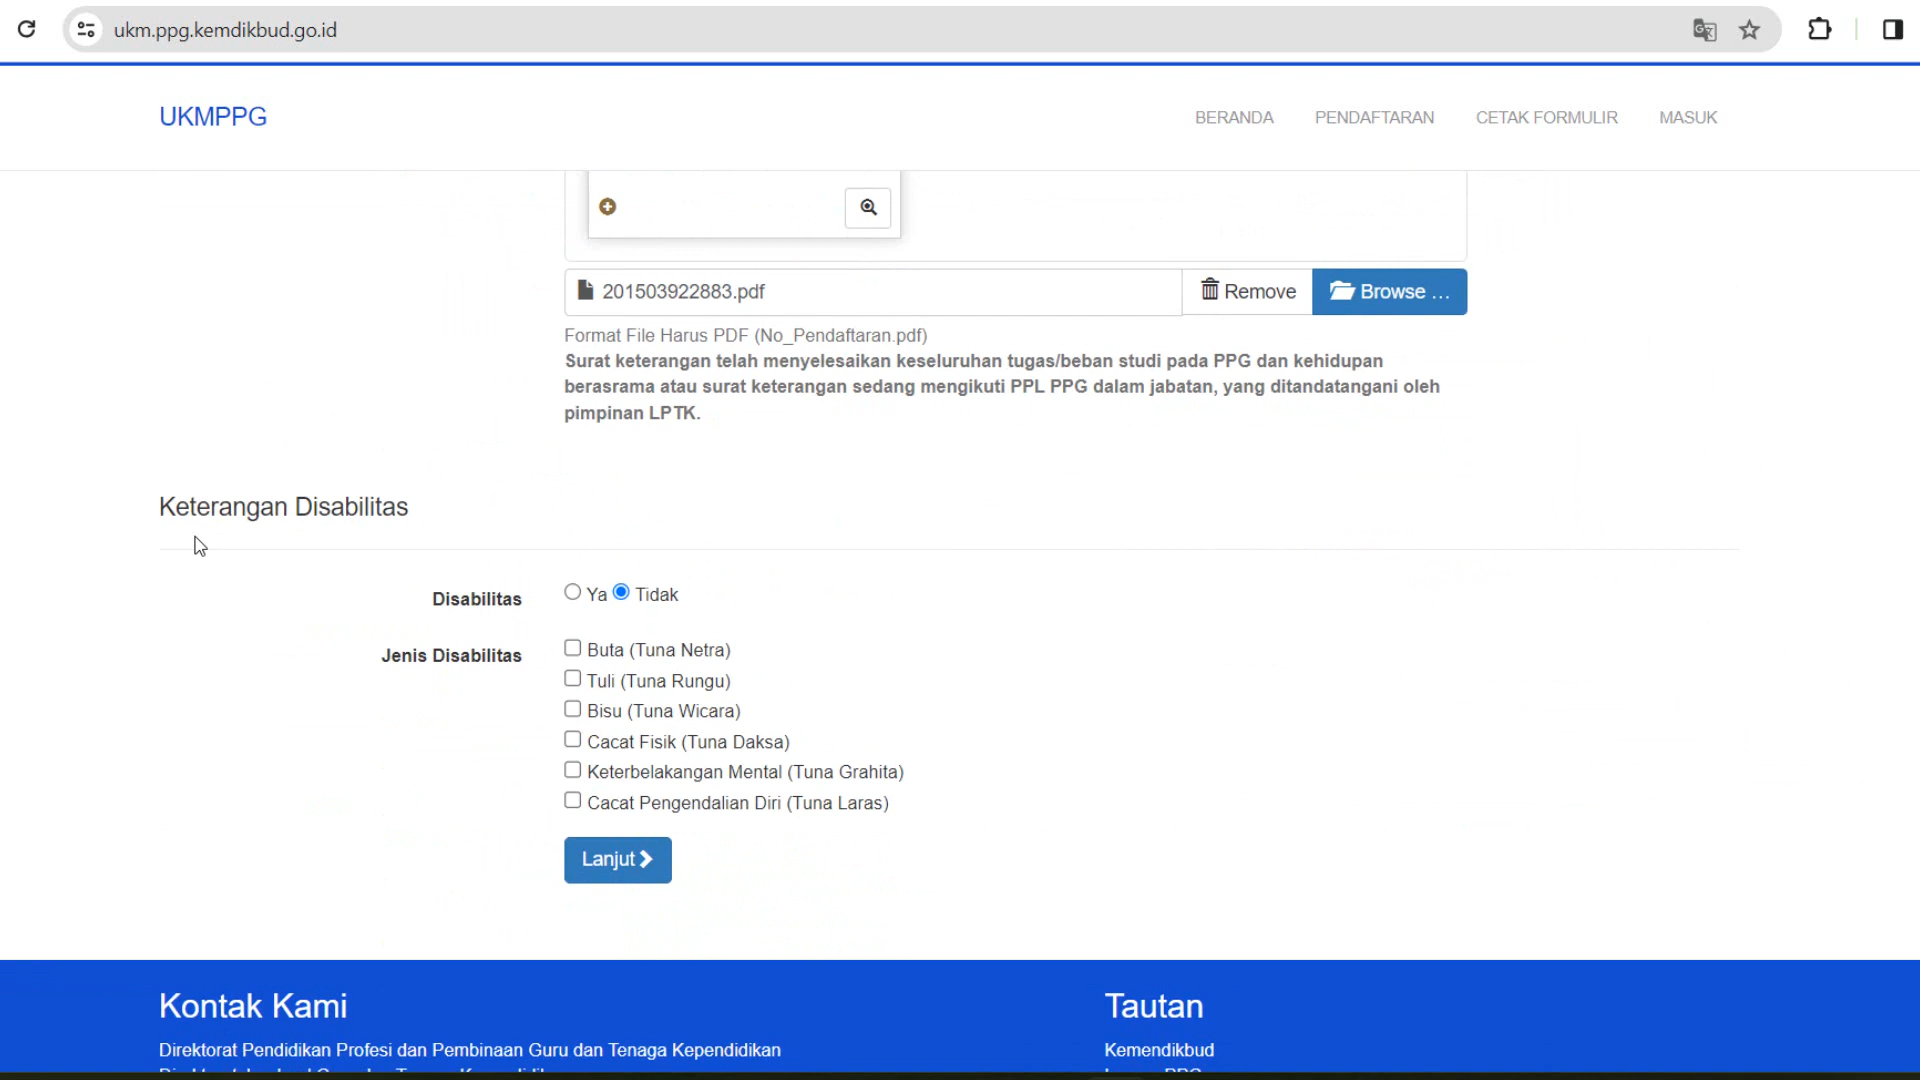 ukm.ppg.kemdikbud.go.id
UKMPPG
BERANDA PENDAFTARAN CETAK FORMULIR MASUK
201503922883.pdf Remove Browse ...
Format File Harus PDF (No_Pendaftaran.pdf)
Surat keterangan telah menyelesaikan keseluruhan tugas/beban studi pada PPG dan kehidupan
berasrama atau surat keterangan sedang mengikuti PPL PPG dalam jabatan, yang ditandatangani oleh
pimpinan LPTK.
Keterangan Disabilitas
Disabilitas Ya Tidak
Jenis Disabilitas Buta (Tuna Netra)
Tuli (Tuna Rungu)
Bisu (Tuna Wicara)
Cacat Fisik (Tuna Daksa)
Keterbelakangan Mental (Tuna Grahita)
Cacat Pengendalian Diri (Tuna Laras)
Lanjut
Kontak Kami
Direktorat Pendidikan Profesi dan Pembinaan Guru dan Tenaga Kependidikan
Tautan
Kemendikbud